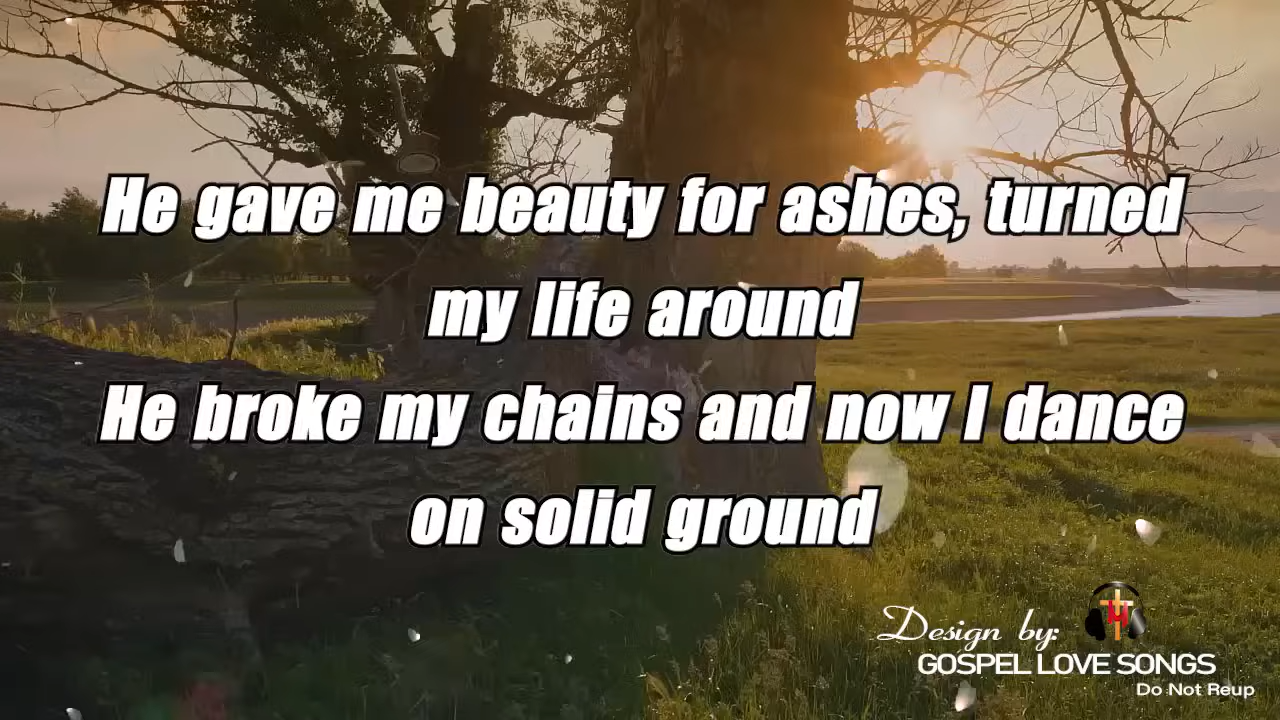 He gave me beauty for ashes, turned
my life around
He broke my chains and now I dance
on solid ground
Design by:
GOSPEL LOVE SONGS
Do Not Reup